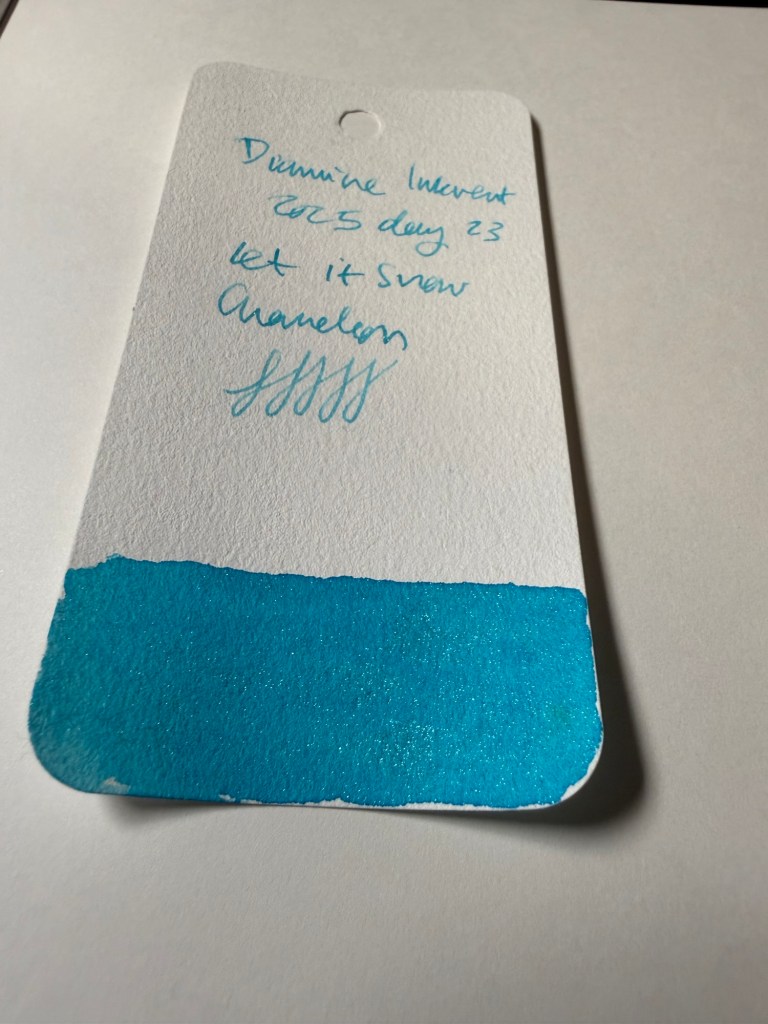 Diamine Inkvent
2025 day 23
Let it Snow
Chameleon